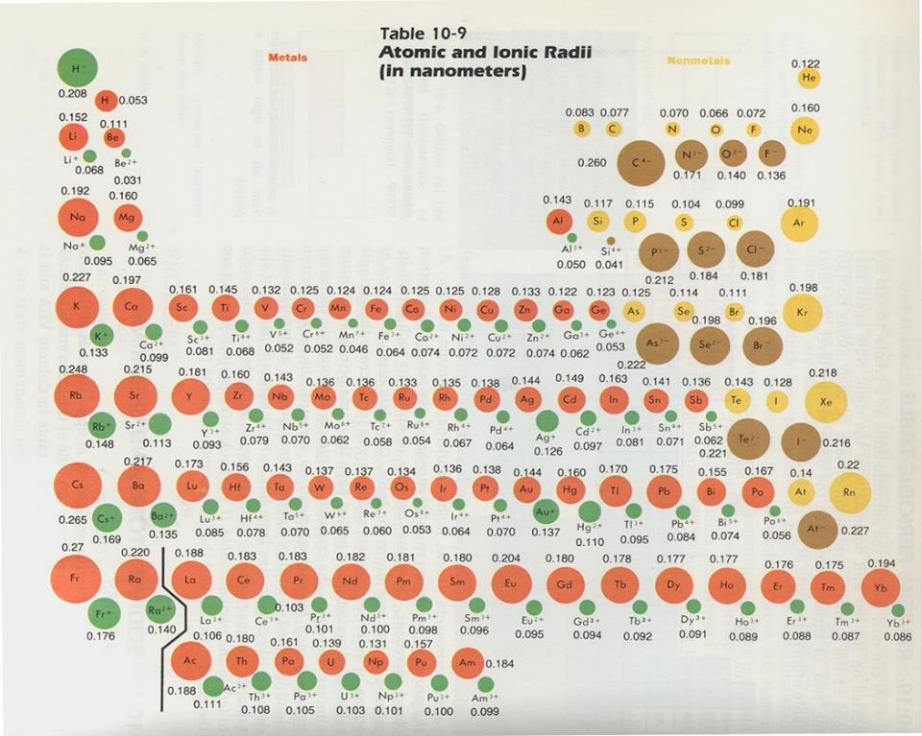 Table 10-9
Atomic and Ionic Radii
(in nanometers)
Metals
Nonmetals
H⁻ 0.122
0.208 H 0.053 He
0.152 0.111 0.083 0.077 0.070 0.066 0.072 0.160
Li Be B C N O F Ne
Li⁺ 0.068 Be²⁺ 0.260 C⁴⁻ N³⁻ O²⁻ F⁻
0.031 0.171 0.140 0.136
0.192 0.160 0.143 0.117 0.115 0.104 0.099 0.191
Na Mg Al Si P S Cl Ar
Na⁺ Mg²⁺ Al³⁺ Si⁴⁺ P³⁻ S²⁻ Cl⁻
0.095 0.065 0.050 0.041 0.212 0.184 0.181
0.227 0.197 0.161 0.145 0.132 0.125 0.124 0.124 0.125 0.125 0.128 0.133 0.122 0.123 0.125 0.114 0.111 0.198
K Ca Sc Ti V Cr Mn Fe Co Ni Cu Zn Ga Ge As Se Br Kr
K⁺ Ca²⁺ Sc³⁺ Ti⁴⁺ V⁵⁺ Cr⁶⁺ Mn⁷⁺ Fe³⁺ Co²⁺ Ni²⁺ Cu²⁺ Zn²⁺ Ga³⁺ Ge⁴⁺ As³⁻ Se²⁻ 0.198 Br⁻ 0.196
0.133 0.099 0.081 0.068 0.052 0.052 0.046 0.064 0.074 0.072 0.072 0.074 0.062 0.053 0.222
0.248 0.215 0.181 0.160 0.143 0.136 0.136 0.133 0.135 0.138 0.144 0.149 0.163 0.141 0.136 0.143 0.128 0.218
Rb Sr Y Zr Nb Mo Tc Ru Rh Pd Ag Cd In Sn Sb Te I Xe
Rb⁺ Sr²⁺ Y³⁺ Zr⁴⁺ Nb⁵⁺ Mo⁶⁺ Tc⁷⁺ Ru⁸⁺ Rh⁴⁺ Pd⁴⁺ Ag⁺ Cd²⁺ In³⁺ Sn⁴⁺ Sb⁵⁺ Te²⁻ I⁻ 0.216
0.148 0.113 0.093 0.079 0.070 0.062 0.058 0.054 0.067 0.064 0.126 0.097 0.081 0.071 0.062 0.221
0.217 0.173 0.156 0.143 0.137 0.137 0.134 0.136 0.138 0.144 0.160 0.170 0.175 0.155 0.167 0.14 0.22
Cs Ba Lu Hf Ta W Re Os Ir Pt Au Hg Tl Pb Bi Po At Rn
0.265 Cs⁺ Ba²⁺ Lu³⁺ Hf⁴⁺ Ta⁵⁺ W⁶⁺ Re⁷⁺ Os⁸⁺ Ir⁴⁺ Pt⁴⁺ Au⁺ Hg²⁺ Tl³⁺ Pb⁴⁺ Bi⁵⁺ Po⁶⁺ At⁻ 0.227
0.169 0.135 0.085 0.078 0.070 0.065 0.060 0.053 0.064 0.070 0.137 0.110 0.095 0.084 0.074 0.056
0.27 0.220 0.188 0.183 0.183 0.182 0.181 0.180 0.204 0.180 0.178 0.177 0.177 0.176 0.175 0.194
Fr Ra La Ce Pr Nd Pm Sm Eu Gd Tb Dy Ho Er Tm Yb
Fr⁺ Ra²⁺ La³⁺ Ce³⁺ 0.103 Pr³⁺ Nd³⁺ Pm³⁺ Sm³⁺ Eu²⁺ Gd³⁺ Tb³⁺ Dy³⁺ Ho³⁺ Er³⁺ Tm³⁺ Yb³⁺
0.176 0.140 0.106 0.101 0.100 0.098 0.096 0.095 0.094 0.092 0.091 0.089 0.088 0.087 0.086
0.180 0.161 0.139 0.131 0.157
Ac Th Pa U Np Pu Am 0.184
0.188 Ac³⁺ Th³⁺ Pa³⁺ U³⁺ Np³⁺ Pu³⁺ Am³⁺
0.111 0.108 0.105 0.103 0.101 0.100 0.099